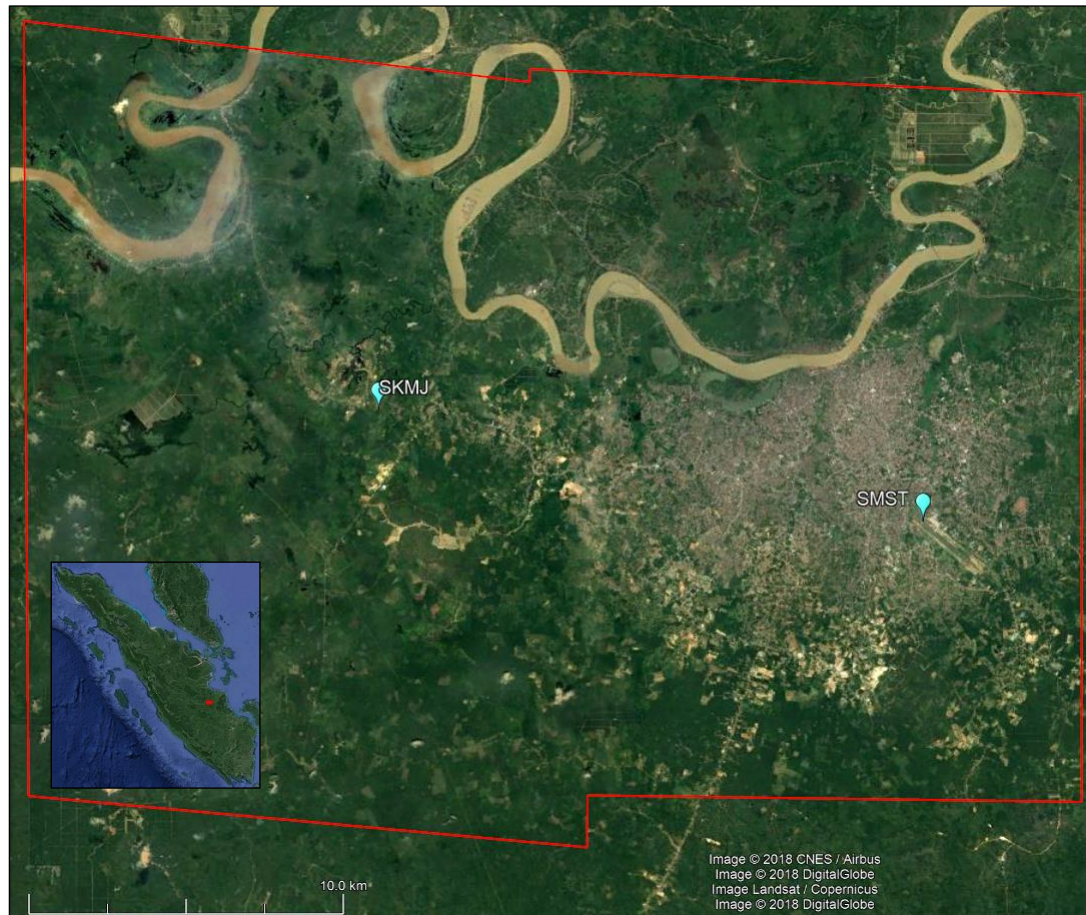 SKMJ
SMST
10.0 km
Image © 2018 CNES / Airbus
Image © 2018 DigitalGlobe
Image Landsat / Copernicus
Image © 2018 DigitalGlobe